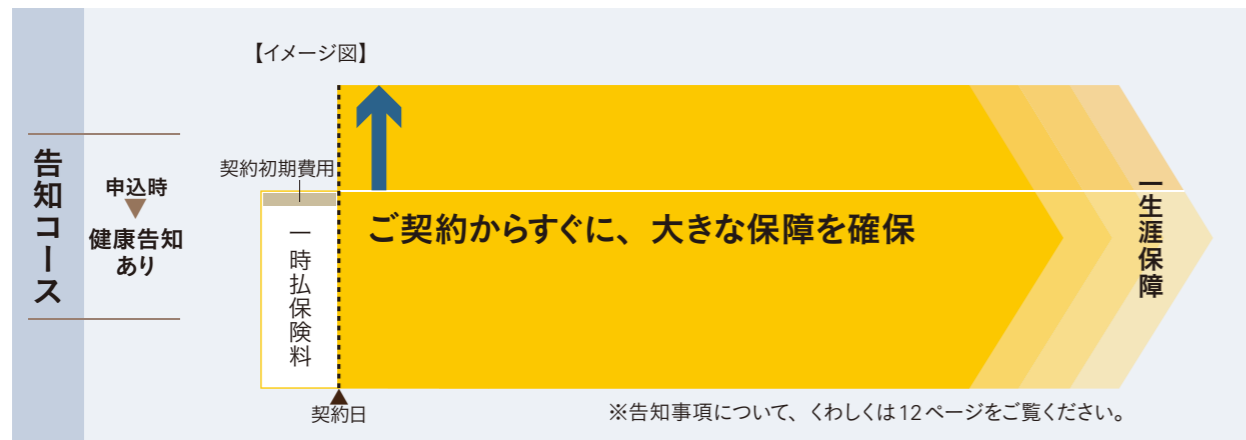 告知コース
申込時
健康告知
あり
【イメージ図】
契約初期費用
一時払保険料
ご契約からすぐに、大きな保障を確保
一生涯保障
契約日
※告知事項について、くわしくは12ページをご覧ください。